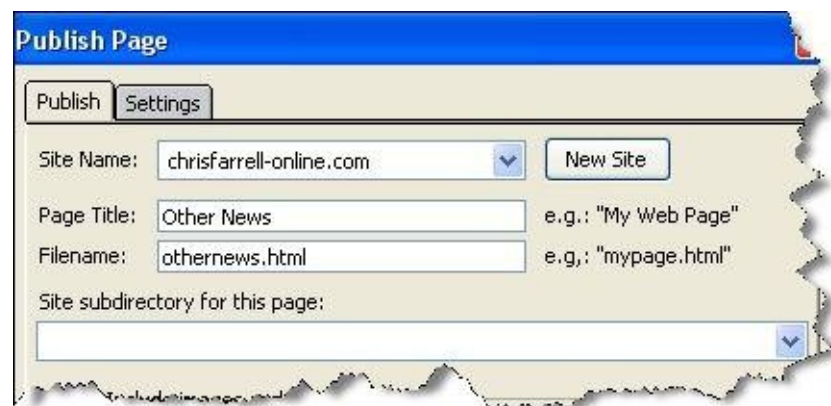 Publish Page
Publish Settings
Site Name: chrisfarrell-online.com New Site
Page Title: Other News e.g.: "My Web Page"
Filename: othernews.html e.g,: "mypage.html"
Site subdirectory for this page: